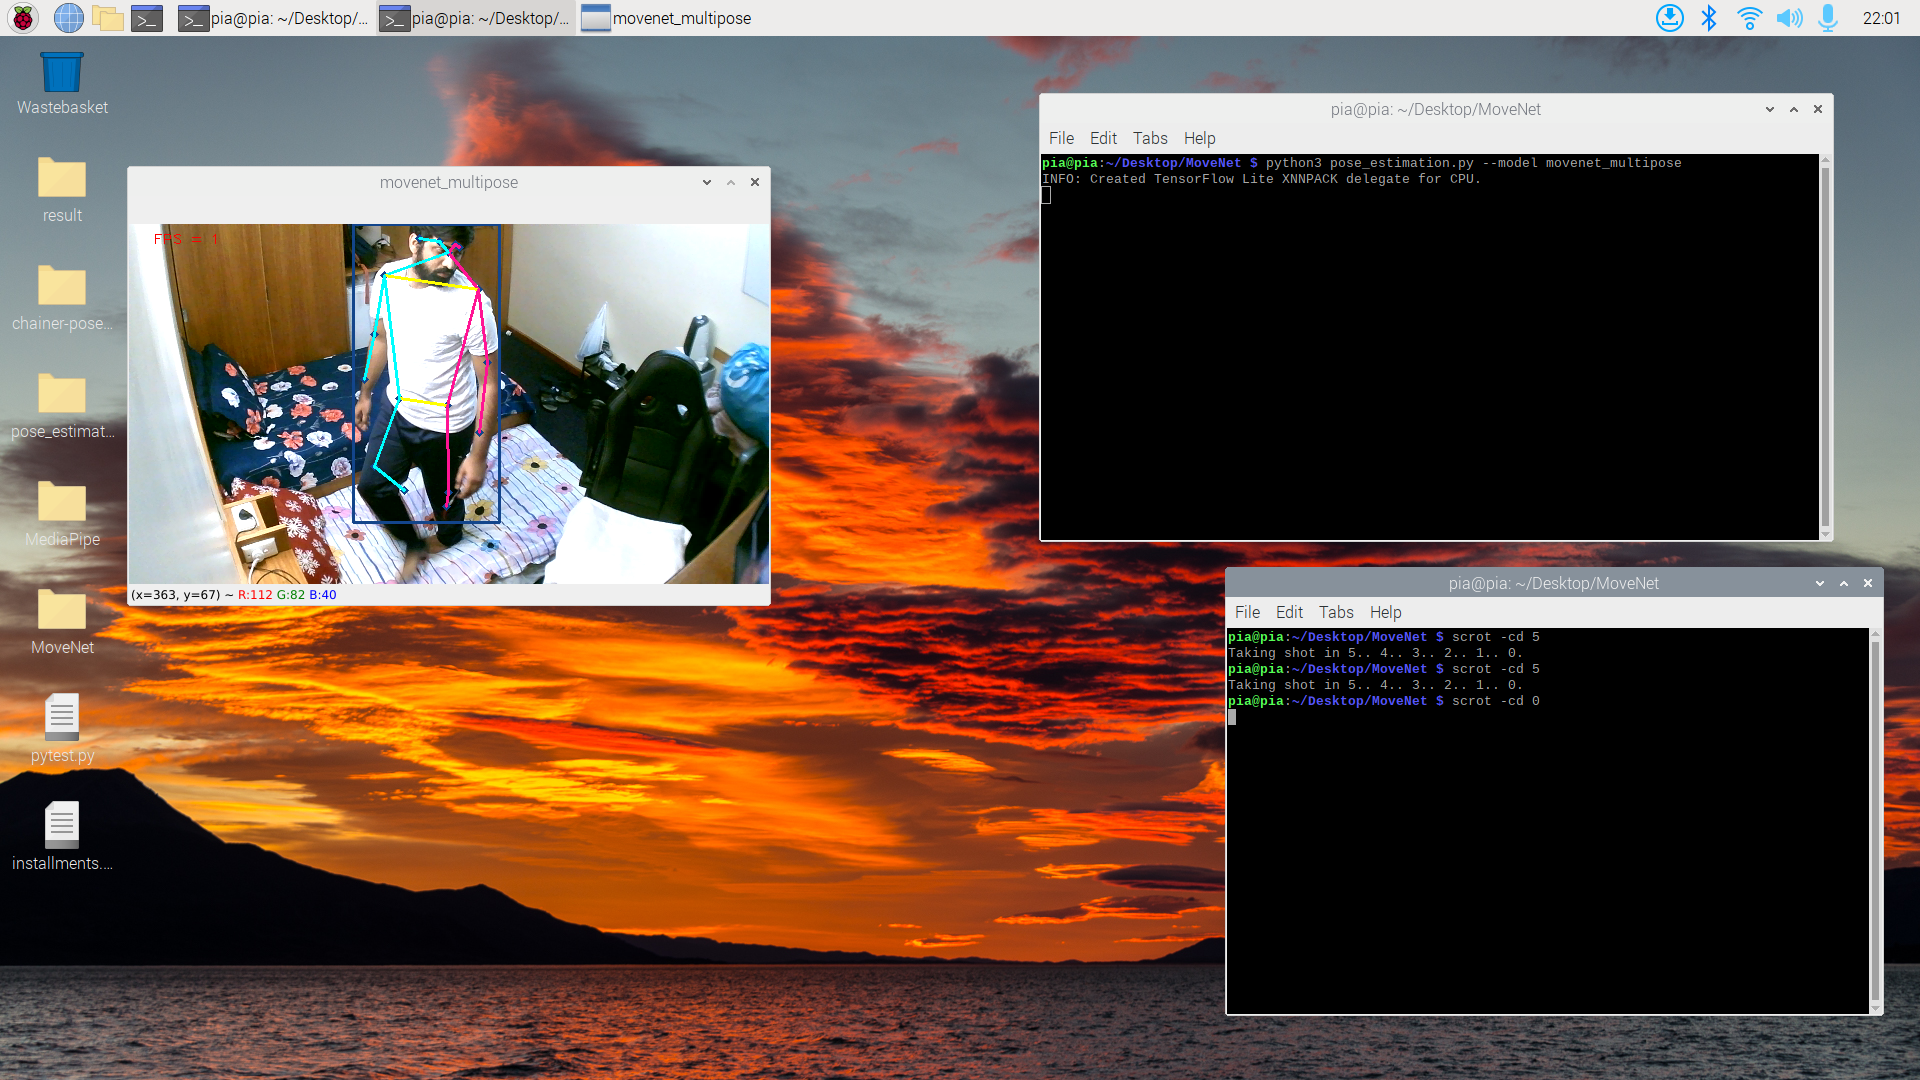 pia@pia: ~/Desktop/...
pia@pia: ~/Desktop/...
movenet_multipose
22:01
Wastebasket
result
chainer-pose...
pose_estimat...
MediaPipe
MoveNet
pytest.py
installments....
movenet_multipose
FPS = 1
(x=363, y=67) ~ R:112 G:82 B:40
pia@pia: ~/Desktop/MoveNet
File Edit Tabs Help
pia@pia:~/Desktop/MoveNet $ python3 pose_estimation.py --model movenet_multipose
INFO: Created TensorFlow Lite XNNPACK delegate for CPU.
pia@pia: ~/Desktop/MoveNet
File Edit Tabs Help
pia@pia:~/Desktop/MoveNet $ scrot -cd 5
Taking shot in 5.. 4.. 3.. 2.. 1.. 0.
pia@pia:~/Desktop/MoveNet $ scrot -cd 5
Taking shot in 5.. 4.. 3.. 2.. 1.. 0.
pia@pia:~/Desktop/MoveNet $ scrot -cd 0